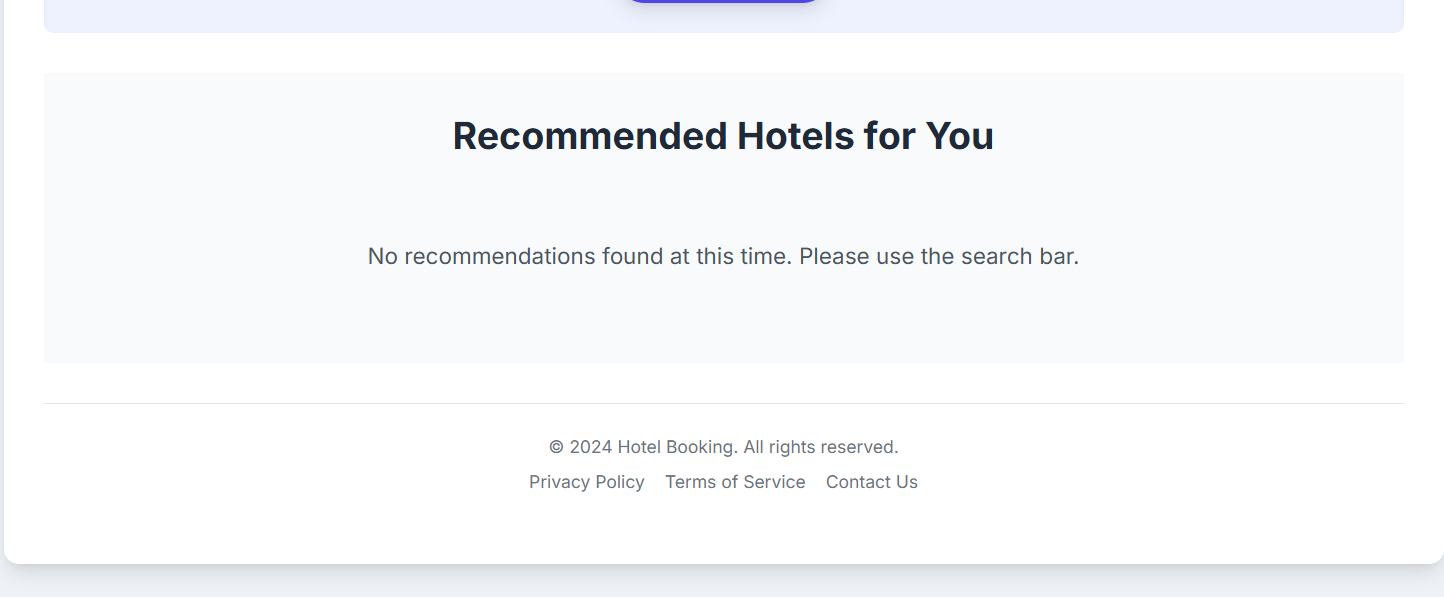 Recommended Hotels for You
No recommendations found at this time. Please use the search bar.
© 2024 Hotel Booking. All rights reserved.
Privacy Policy Terms of Service Contact Us